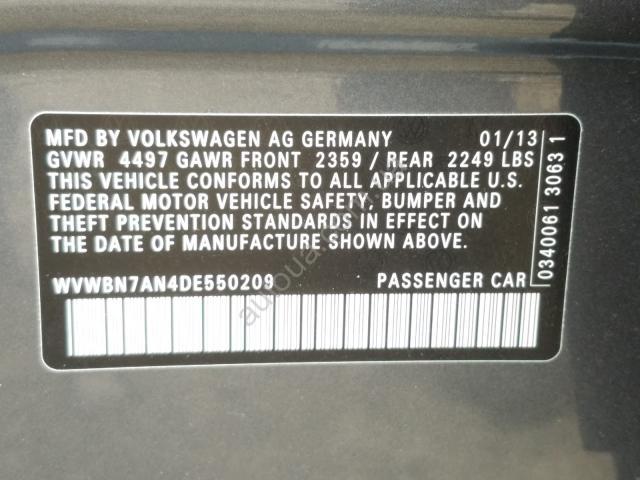 MFD BY VOLKSWAGEN AG GERMANY 01/13
GVWR 4497 GAWR FRONT 2359 / REAR 2249 LBS
THIS VEHICLE CONFORMS TO ALL APPLICABLE U.S.
FEDERAL MOTOR VEHICLE SAFETY, BUMPER AND
THEFT PREVENTION STANDARDS IN EFFECT ON
THE DATE OF MANUFACTURE SHOWN ABOVE.
WVWBN7AN4DE550209 PASSENGER CAR
0340061 3063 1